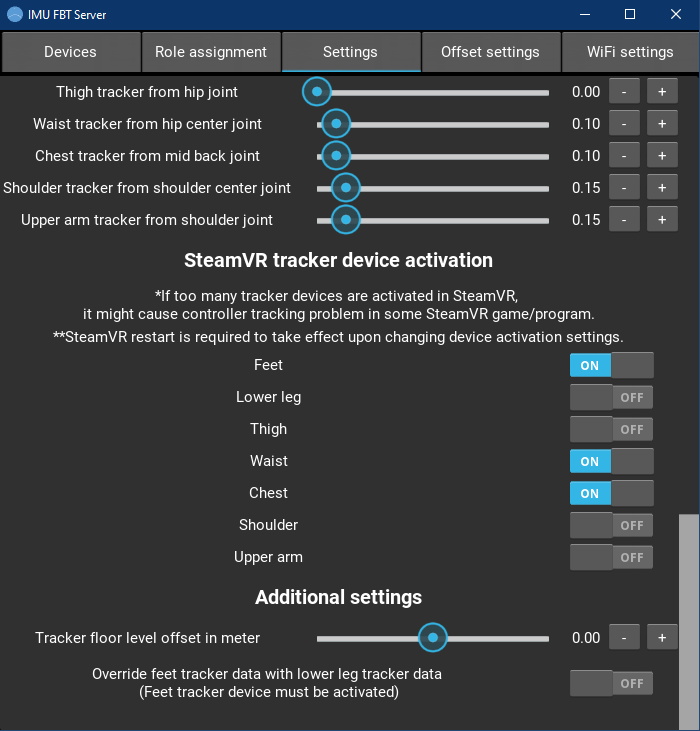 IMU FBT Server
Devices Role assignment Settings Offset settings WiFi settings
Thigh tracker from hip joint 0.00 - +
Waist tracker from hip center joint 0.10 - +
Chest tracker from mid back joint 0.10 - +
Shoulder tracker from shoulder center joint 0.15 - +
Upper arm tracker from shoulder joint 0.15 - +
SteamVR tracker device activation
*If too many tracker devices are activated in SteamVR,
it might cause controller tracking problem in some SteamVR game/program.
**SteamVR restart is required to take effect upon changing device activation settings.
Feet ON
Lower leg OFF
Thigh OFF
Waist ON
Chest ON
Shoulder OFF
Upper arm OFF
Additional settings
Tracker floor level offset in meter 0.00 - +
Override feet tracker data with lower leg tracker data
(Feet tracker device must be activated) OFF